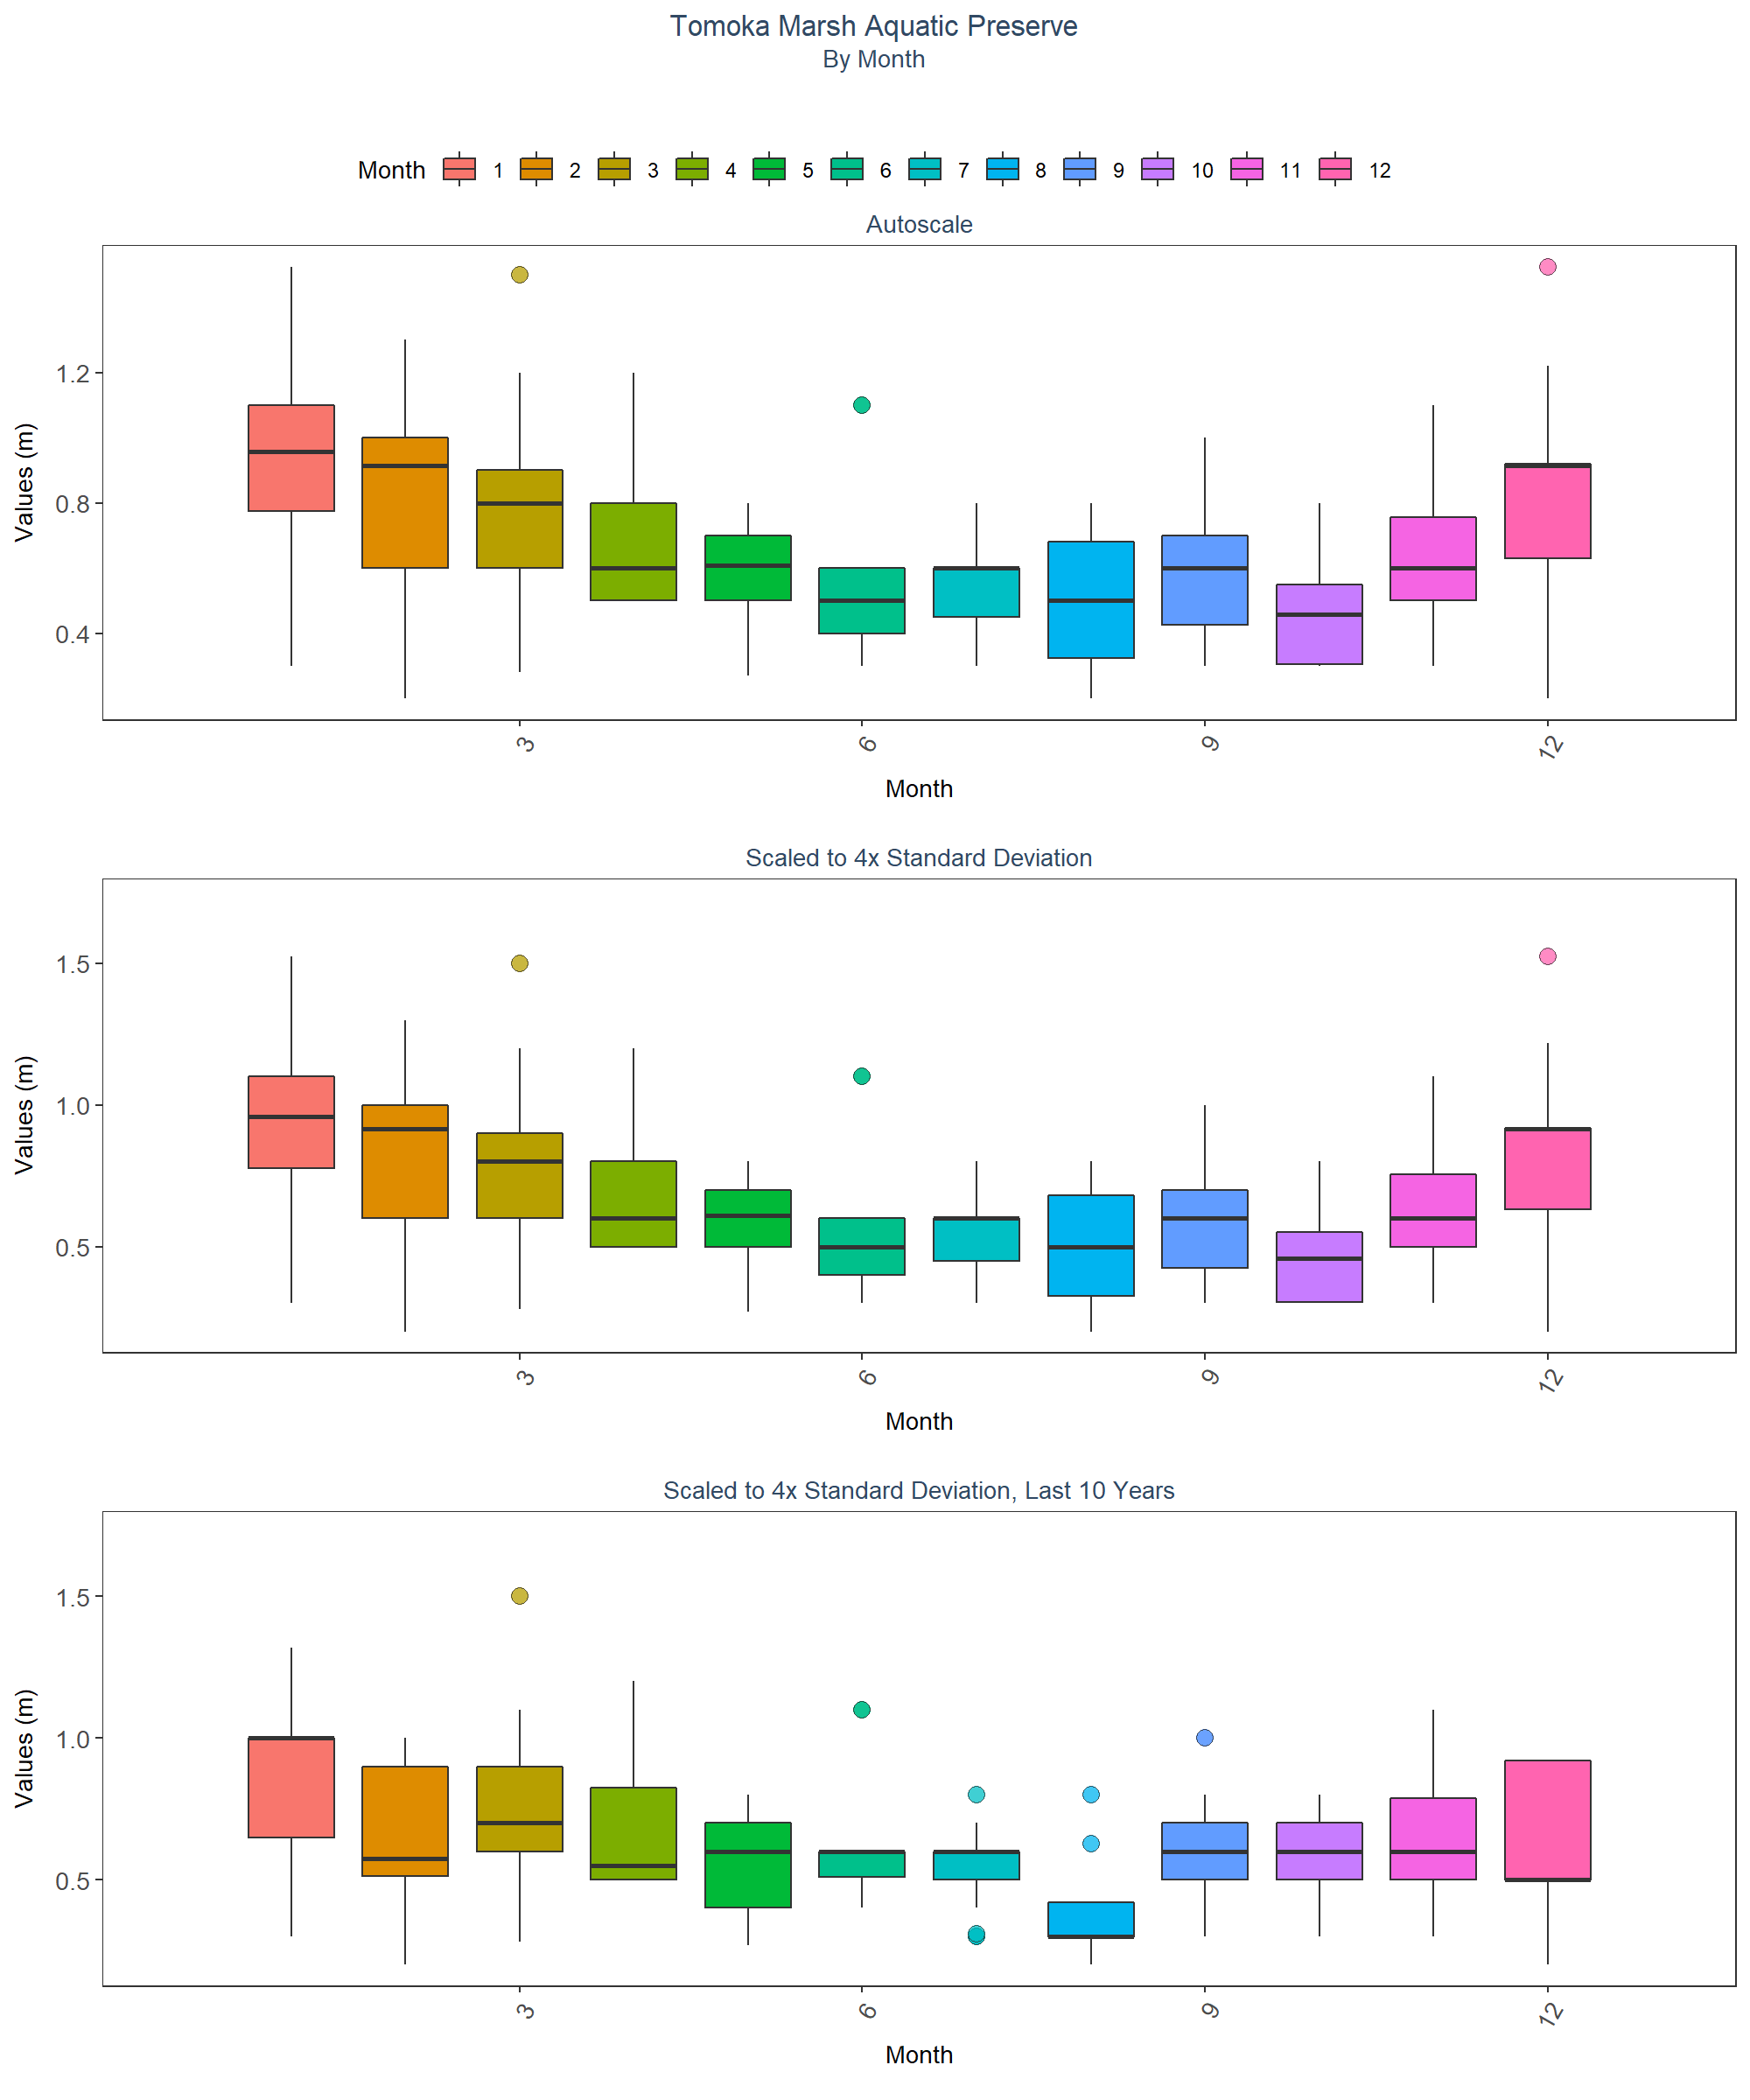 Tomoka Marsh Aquatic Preserve
By Month
Month 1 2 3 4 5 6 7 8 9 10 11 12
Autoscale
Values (m)
1.2
0.8
0.4
3 6 9 12
Month
Scaled to 4x Standard Deviation
Values (m)
1.5
1.0
0.5
3 6 9 12
Month
Scaled to 4x Standard Deviation, Last 10 Years
Values (m)
1.5
1.0
0.5
3 6 9 12
Month